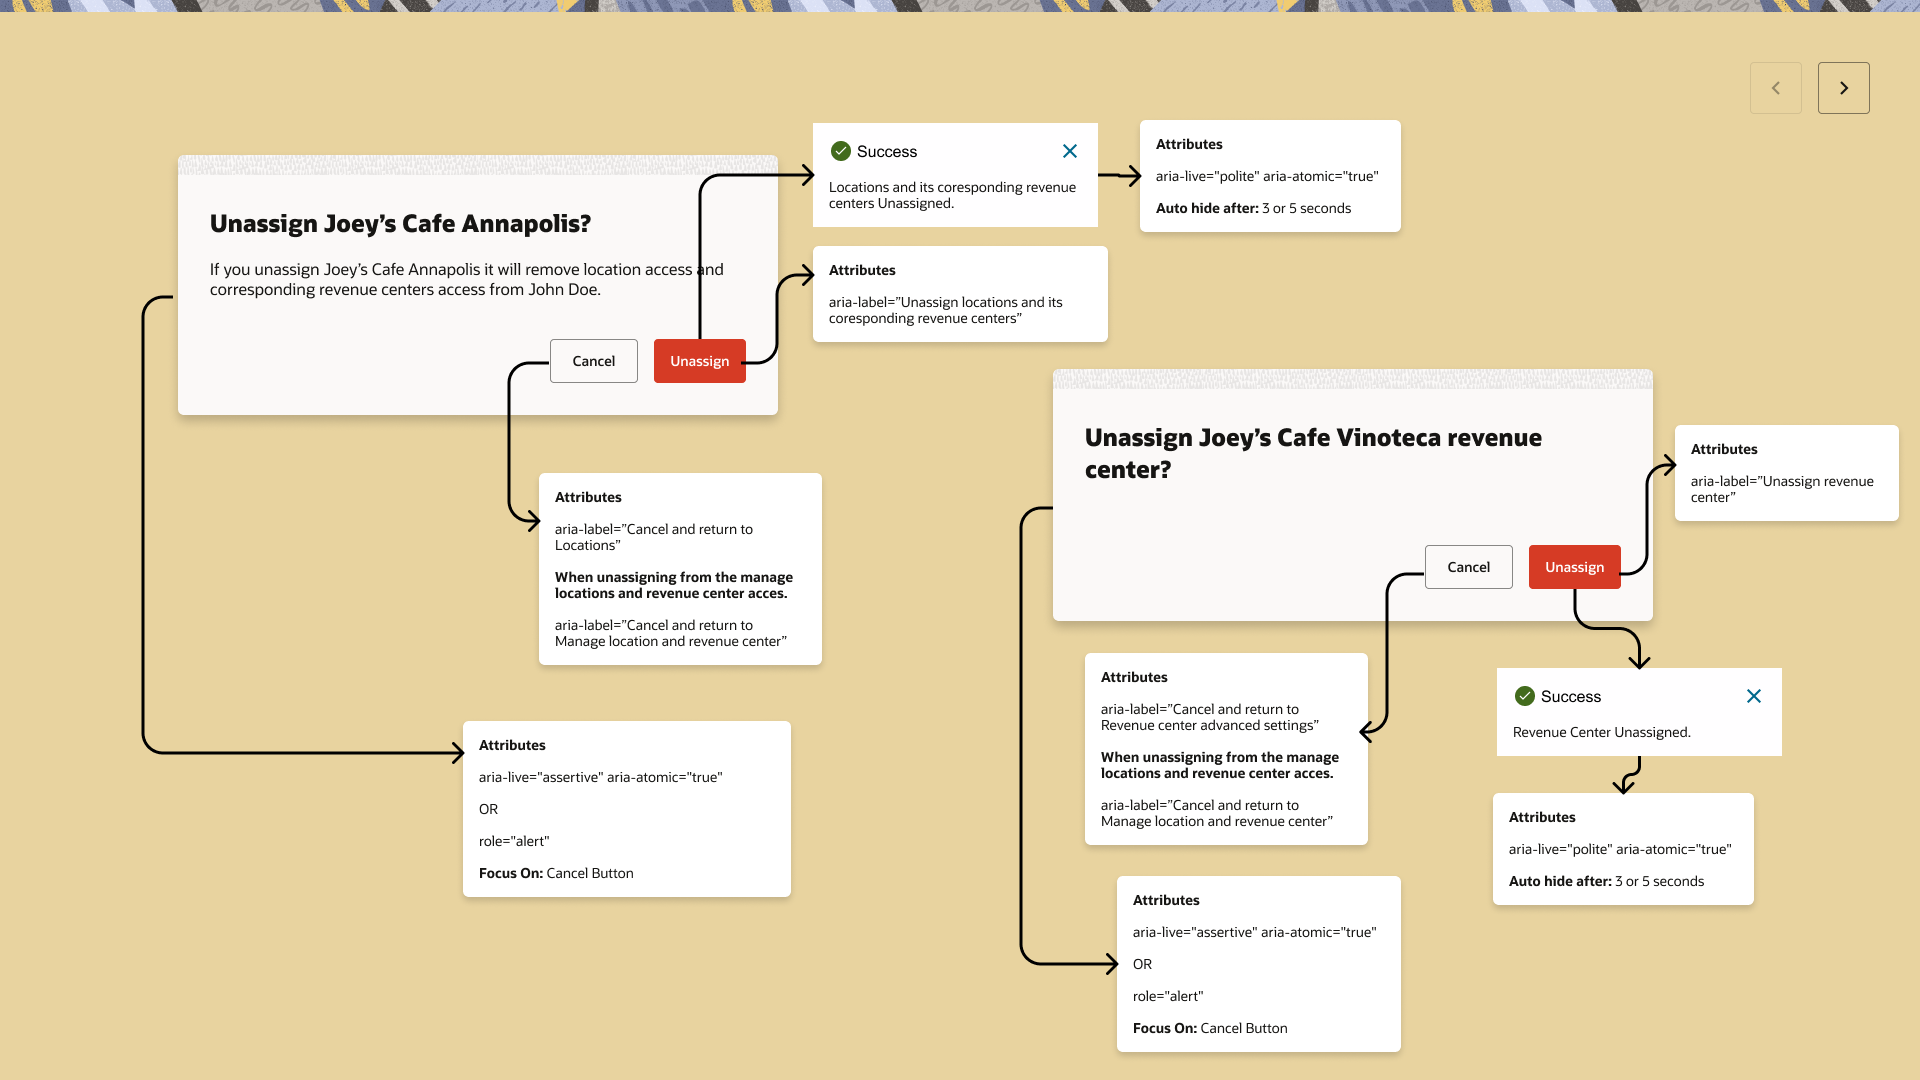 Unassign Joey’s Cafe Annapolis?
If you unassign Joey’s Cafe Annapolis it will remove location access and
corresponding revenue centers access from John Doe.
Cancel
Unassign
Success
Locations and its coresponding revenue
centers Unassigned.
Attributes
aria-live="polite" aria-atomic="true"
Auto hide after: 3 or 5 seconds
Attributes
aria-label=”Unassign locations and its
coresponding revenue centers”
Attributes
aria-label=”Cancel and return to
Locations”
When unassigning from the manage
locations and revenue center acces.
aria-label=”Cancel and return to
Manage location and revenue center”
Attributes
aria-live="assertive" aria-atomic="true"
OR
role="alert"
Focus On: Cancel Button
Unassign Joey’s Cafe Vinoteca revenue
center?
Cancel
Unassign
Attributes
aria-label=”Unassign revenue
center”
Attributes
aria-label=”Cancel and return to
Revenue center advanced settings”
When unassigning from the manage
locations and revenue center acces.
aria-label=”Cancel and return to
Manage location and revenue center”
Success
Revenue Center Unassigned.
Attributes
aria-live="polite" aria-atomic="true"
Auto hide after: 3 or 5 seconds
Attributes
aria-live="assertive" aria-atomic="true"
OR
role="alert"
Focus On: Cancel Button